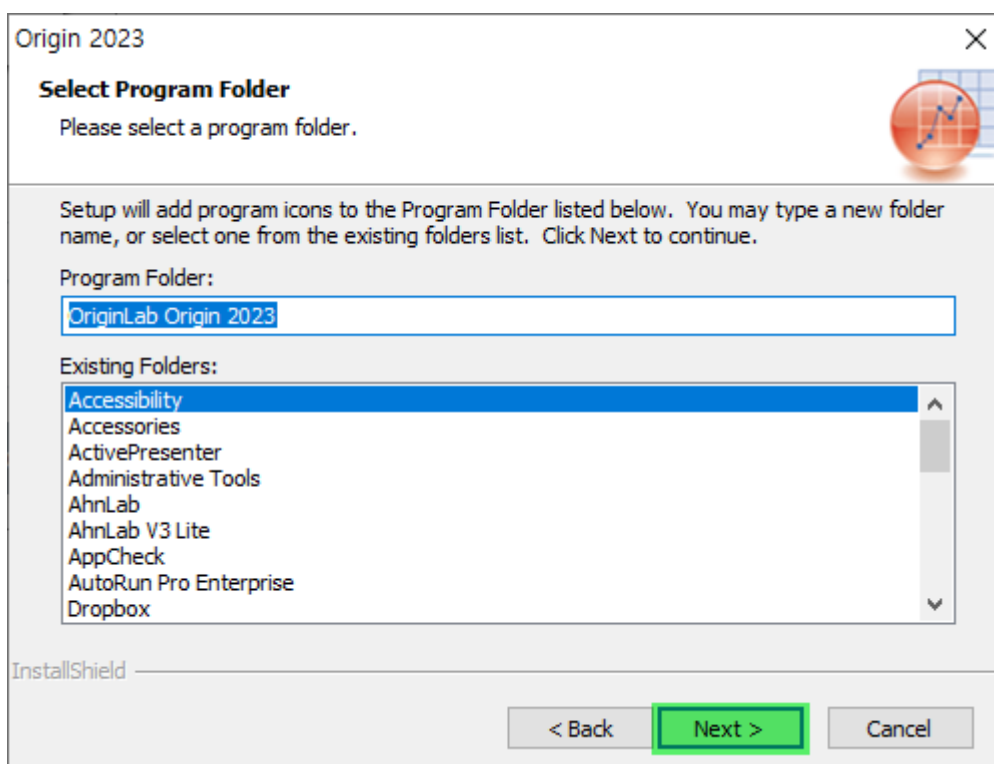 Origin 2023
Select Program Folder
Please select a program folder.
Setup will add program icons to the Program Folder listed below. You may type a new folder
name, or select one from the existing folders list. Click Next to continue.
Program Folder:
OriginLab Origin 2023
Existing Folders:
Accessibility
Accessories
ActivePresenter
Administrative Tools
AhnLab
AhnLab V3 Lite
AppCheck
AutoRun Pro Enterprise
Dropbox
InstallShield
< Back Next > Cancel